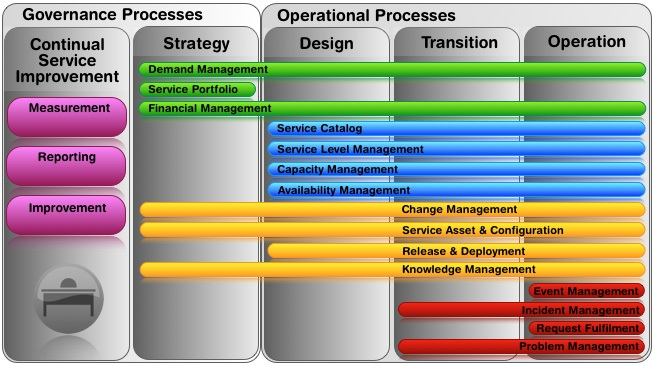 Governance Processes
Operational Processes
Continual
Service
Improvement
Strategy
Design
Transition
Operation
Measurement
Reporting
Improvement
Demand Management
Service Portfolio
Financial Management
Service Catalog
Service Level Management
Capacity Management
Availability Management
Change Management
Service Asset & Configuration
Release & Deployment
Knowledge Management
Event Management
Incident Management
Request Fulfilment
Problem Management